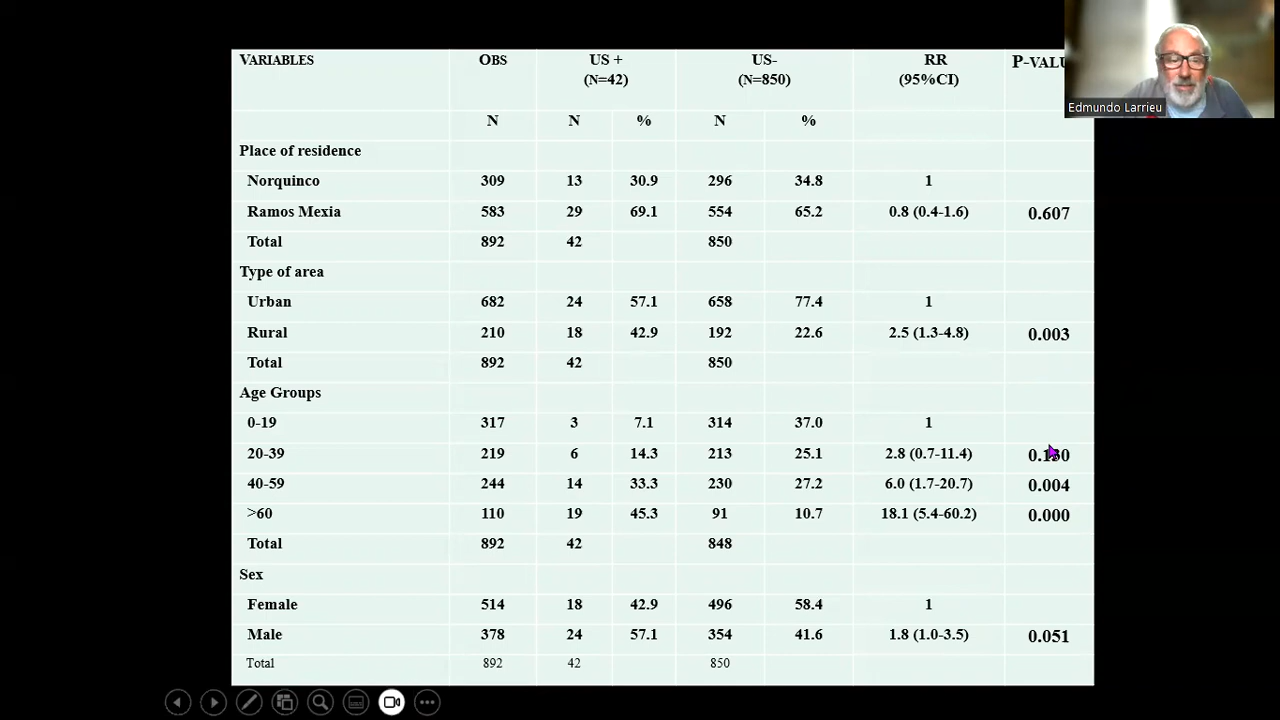 VARIABLES OBS US + (N=42) US- (N=850) RR (95%CI)
N N % N %
Place of residence
Norquinco 309 13 30.9 296 34.8 1
Ramos Mexia 583 29 69.1 554 65.2 0.8 (0.4-1.6) 0.607
Total 892 42 850
Type of area
Urban 682 24 57.1 658 77.4 1
Rural 210 18 42.9 192 22.6 2.5 (1.3-4.8) 0.003
Total 892 42 850
Age Groups
0-19 317 3 7.1 314 37.0 1
20-39 219 6 14.3 213 25.1 2.8 (0.7-11.4)
40-59 244 14 33.3 230 27.2 6.0 (1.7-20.7) 0.004
>60 110 19 45.3 91 10.7 18.1 (5.4-60.2) 0.000
Total 892 42 848
Sex
Female 514 18 42.9 496 58.4 1
Male 378 24 57.1 354 41.6 1.8 (1.0-3.5) 0.051
Total 892 42 850
Edmundo Larrieu